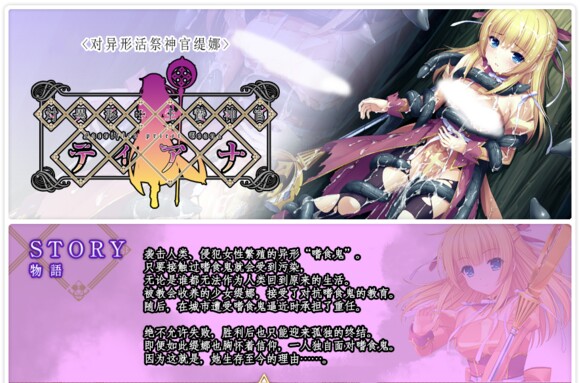 <对异形活祭神官缇娜>
ティアナ
STORY
物語
袭击人类、侵犯女性繁殖的异形“嗜食鬼”。
只要接触过嗜食鬼就会受到污染，
无论是谁都无法作为人类回到原来的生活。
被教会收养的少女缇娜，接受了对抗嗜食鬼的教育。
随后，在城市遭受嗜食鬼逼近时承担了重任。
绝不允许失败，胜利后也只能迎来孤独的终结。
即便如此缇娜也胸怀着信仰，一人独自面对嗜食鬼。
因为这就是，她生存至今的理由……。